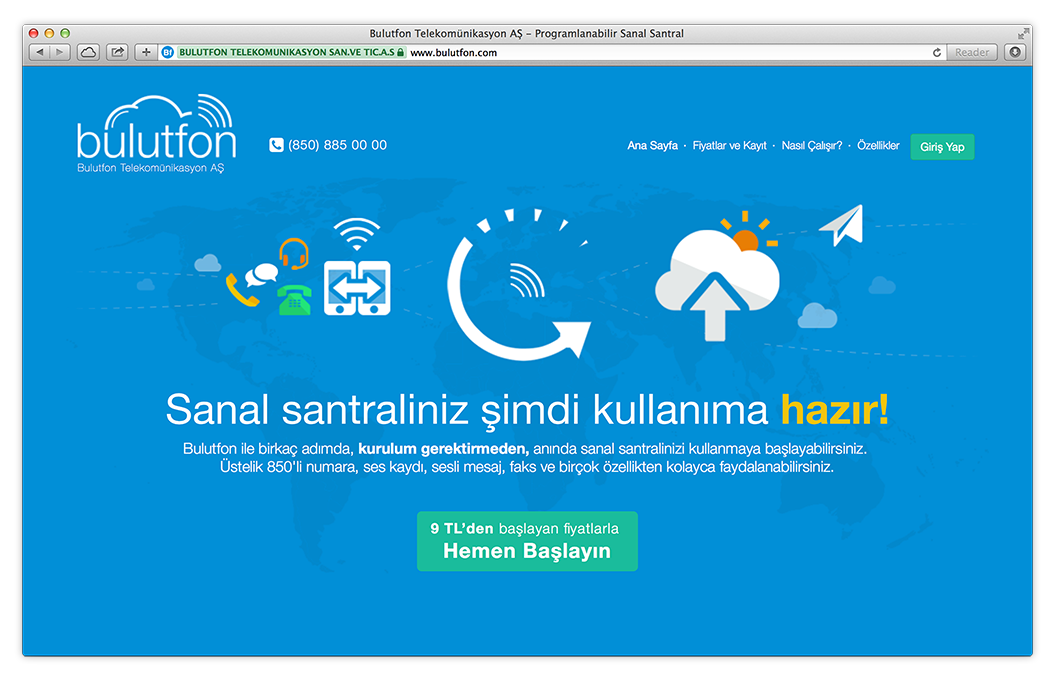 Bulutfon Telekomünikasyon AŞ – Programlanabilir Sanal Santral
Bf BULUTFON TELEKOMUNIKASYON SAN.VE TIC.A.S www.bulutfon.com Reader
bulutfon
Bulutfon Telekomünikasyon AŞ
(850) 885 00 00
Ana Sayfa · Fiyatlar ve Kayıt · Nasıl Çalışır? · Özellikler Giriş Yap
Sanal santraliniz şimdi kullanıma hazır!
Bulutfon ile birkaç adımda, kurulum gerektirmeden, anında sanal santralinizi kullanmaya başlayabilirsiniz.
Üstelik 850'li numara, ses kaydı, sesli mesaj, faks ve birçok özellikten kolayca faydalanabilirsiniz.
9 TL'den başlayan fiyatlarla
Hemen Başlayın